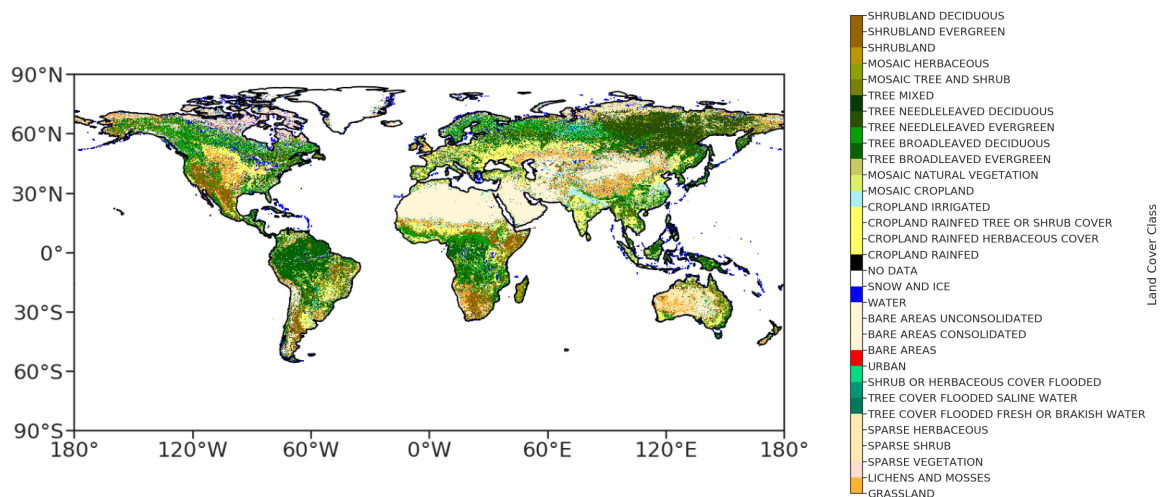 90°N
60°N
30°N
0°
30°S
60°S
90°S
180°
120°W
60°W
0°W
60°E
120°E
180°
SHRUBLAND DECIDUOUS
SHRUBLAND EVERGREEN
SHRUBLAND
MOSAIC HERBACEOUS
MOSAIC TREE AND SHRUB
TREE MIXED
TREE NEEDLELEAVED DECIDUOUS
TREE NEEDLELEAVED EVERGREEN
TREE BROADLEAVED DECIDUOUS
TREE BROADLEAVED EVERGREEN
MOSAIC NATURAL VEGETATION
MOSAIC CROPLAND
CROPLAND IRRIGATED
CROPLAND RAINFED TREE OR SHRUB COVER
CROPLAND RAINFED HERBACEOUS COVER
CROPLAND RAINFED
NO DATA
SNOW AND ICE
WATER
BARE AREAS UNCONSOLIDATED
BARE AREAS CONSOLIDATED
BARE AREAS
URBAN
SHRUB OR HERBACEOUS COVER FLOODED
TREE COVER FLOODED SALINE WATER
TREE COVER FLOODED FRESH OR BRAKISH WATER
SPARSE HERBACEOUS
SPARSE SHRUB
SPARSE VEGETATION
LICHENS AND MOSSES
GRASSLAND
Land Cover Class